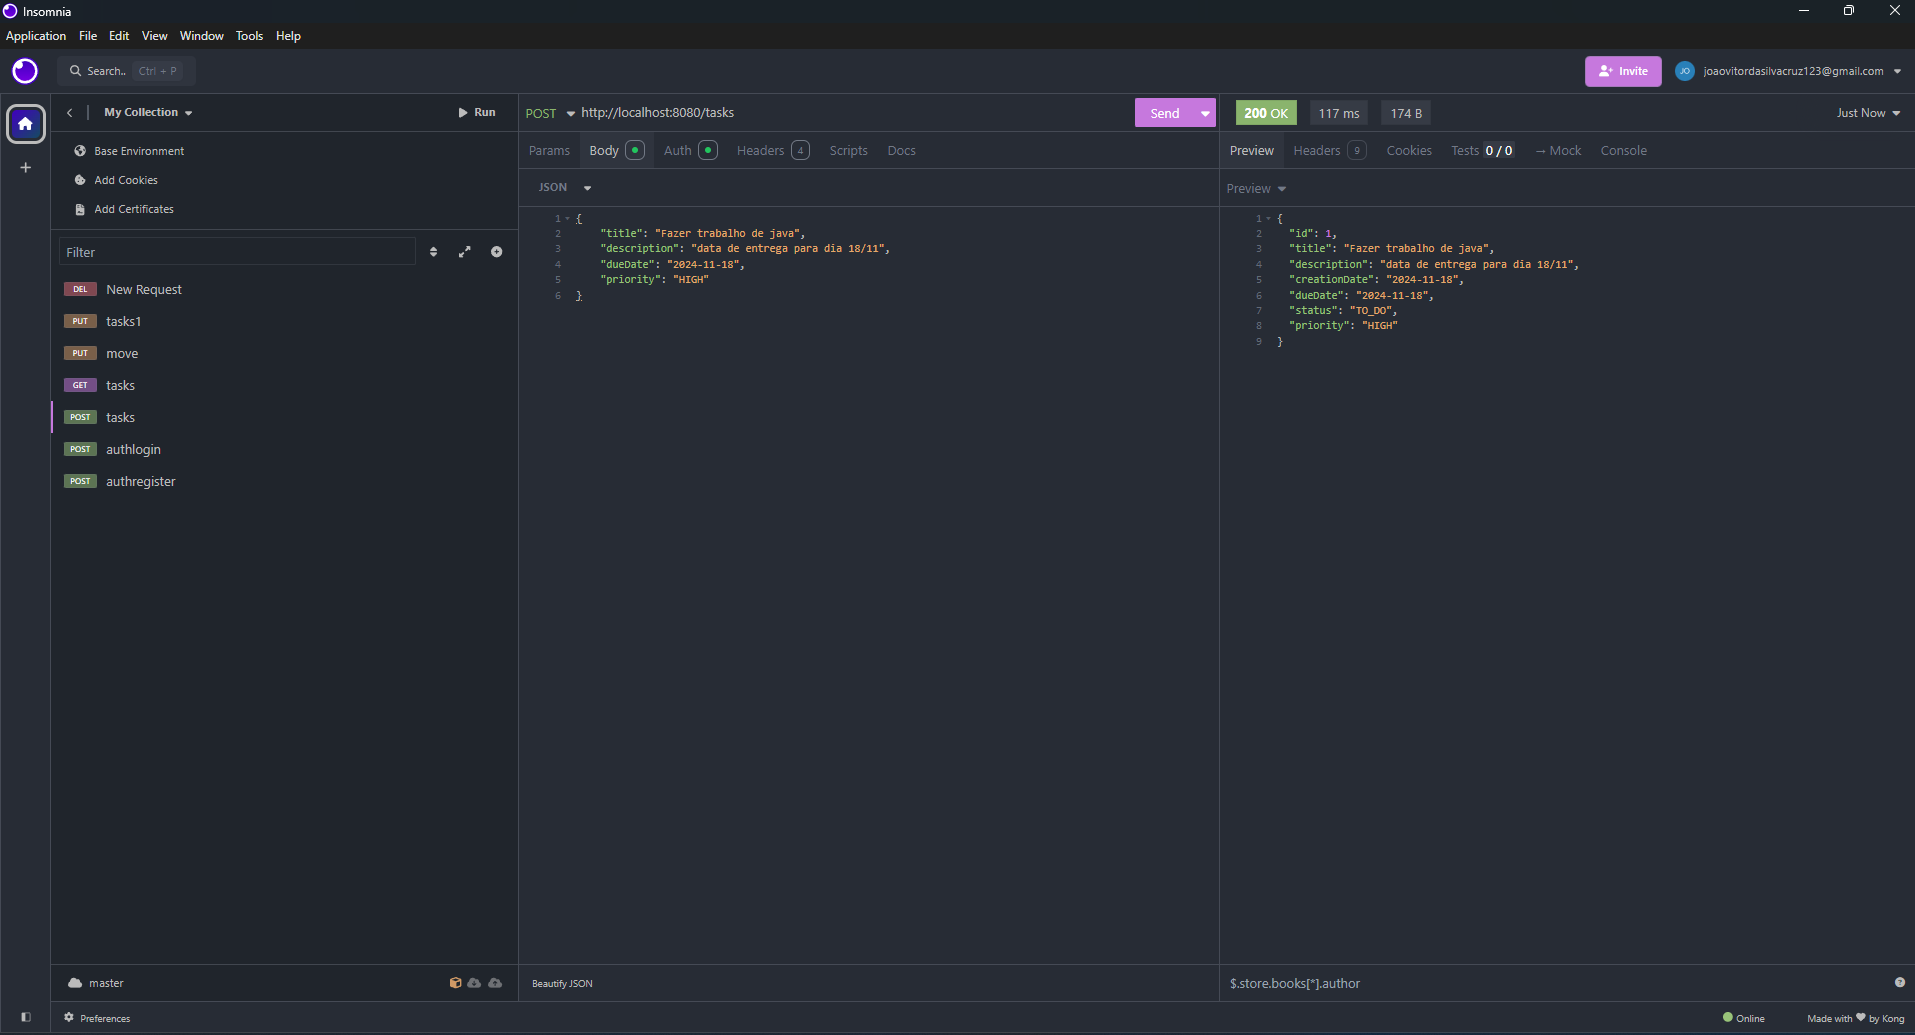 Insomnia
Application File Edit View Window Tools Help
Search.. Ctrl + P
Invite
JO joaovitordasilvacruz123@gmail.com
My Collection
Run
Base Environment
Add Cookies
Add Certificates
Filter
DEL New Request
PUT tasks1
PUT move
GET tasks
POST tasks
POST authlogin
POST authregister
master
POST http://localhost:8080/tasks Send
Params Body Auth Headers 4 Scripts Docs
JSON
1 {
2 "title": "Fazer trabalho de java",
3 "description": "data de entrega para dia 18/11",
4 "dueDate": "2024-11-18",
5 "priority": "HIGH"
6 }
Beautify JSON
200 OK 117 ms 174 B Just Now
Preview Headers 9 Cookies Tests 0 / 0 → Mock Console
Preview
1 {
2 "id": 1,
3 "title": "Fazer trabalho de java",
4 "description": "data de entrega para dia 18/11",
5 "creationDate": "2024-11-18",
6 "dueDate": "2024-11-18",
7 "status": "TO_DO",
8 "priority": "HIGH"
9 }
$.store.books[*].author
Preferences
Online
Made with ❤ by Kong